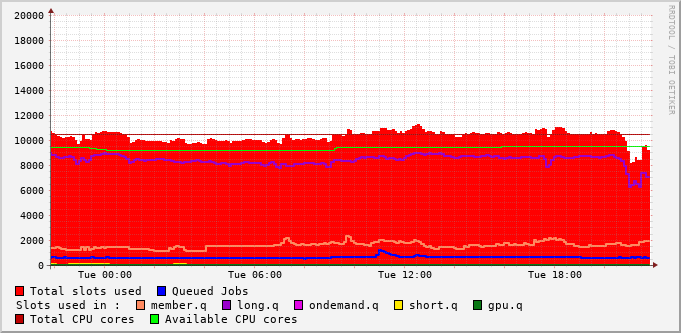 20000
18000
16000
14000
12000
10000
8000
6000
4000
2000
0
Tue 00:00 Tue 06:00 Tue 12:00 Tue 18:00
RRDTOOL / TOBI OETIKER
Total slots used Queued Jobs
Slots used in : member.q long.q ondemand.q short.q gpu.q
Total CPU cores Available CPU cores